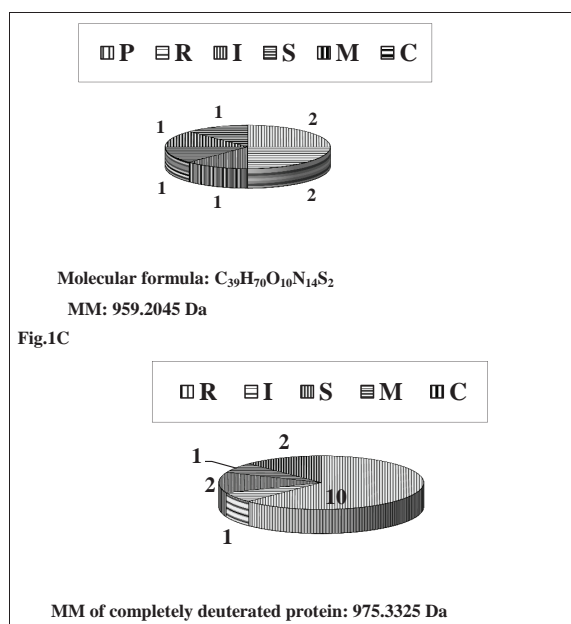 P R I S M C
1 2
1
1 1 2
Molecular formula: C₃₉H₇₀O₁₀N₁₄S₂
MM: 959.2045 Da
Fig.1C
R I S M C
2
1
2 10
1
MM of completely deuterated protein: 975.3325 Da